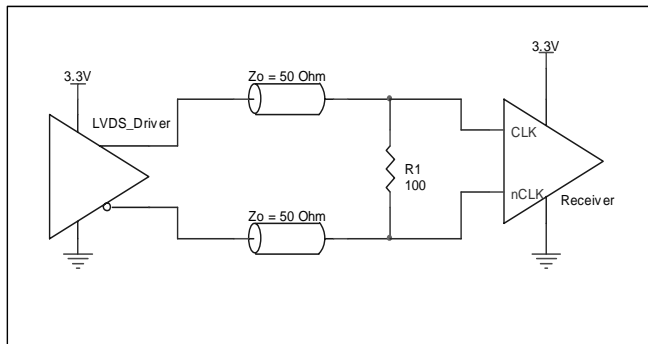 3.3V
LVDS_Driver
Zo = 50 Ohm
Zo = 50 Ohm
R1
100
3.3V
CLK
nCLK
Receiver